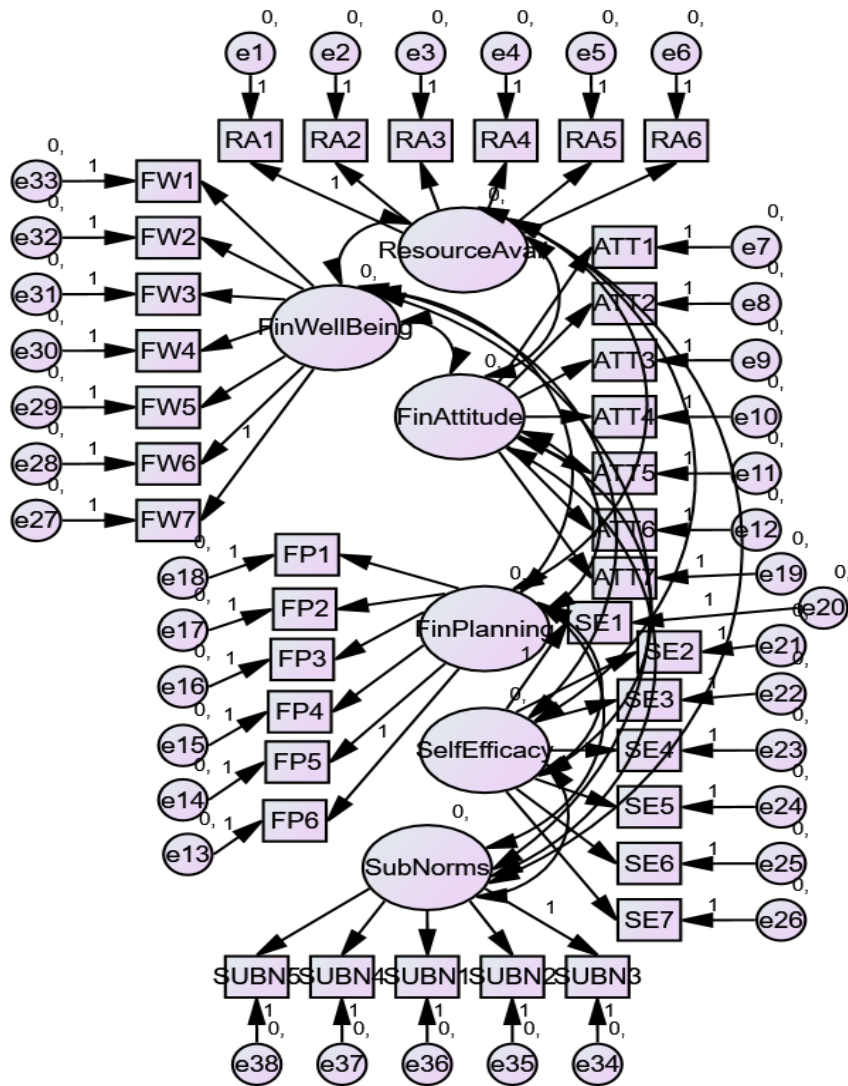 0, 0, 0, 0, 0, 0,
e1 e2 e3 e4 e5 e6
1 1 1 1 1 1
RA1 RA2 RA3 RA4 RA5 RA6
0,
e33 1 FW1
1
0,
ResourceAvai
0,
e32 1 FW2
ATT1 1 e7 0,
0,
e31 1 FW3
0,
FinWellBeing
ATT2 1 e8 0,
0,
e30 1 FW4
0,
ATT3 1 e9 0,
0,
e29 1 FW5
FinAttitude
ATT4 1 e10 0,
0,
e28 1 FW6
1
ATT5 1 e11 0,
0,
e27 1 FW7
ATT6 1 e12 0,
0,
e18 1 FP1
0,
ATT7 1 e19 0,
0,
e17 1 FP2
FinPlanning
SE1 1 e20 0,
0,
e16 1 FP3
1
SE2 1 e21 0,
0,
e15 1 FP4
0,
SE3 1 e22 0,
0,
e14 1 FP5
1
SelfEfficacy
1
SE4 1 e23 0,
0,
e13 1 FP6
SE5 1 e24 0,
0,
SubNorms
SE6 1 e25 0,
1
SE7 1 e26 0,
SUBN5 SUBN4 SUBN1 SUBN2 SUBN3
1 1 1 1 1
0, 0, 0, 0, 0,
e38 e37 e36 e35 e34